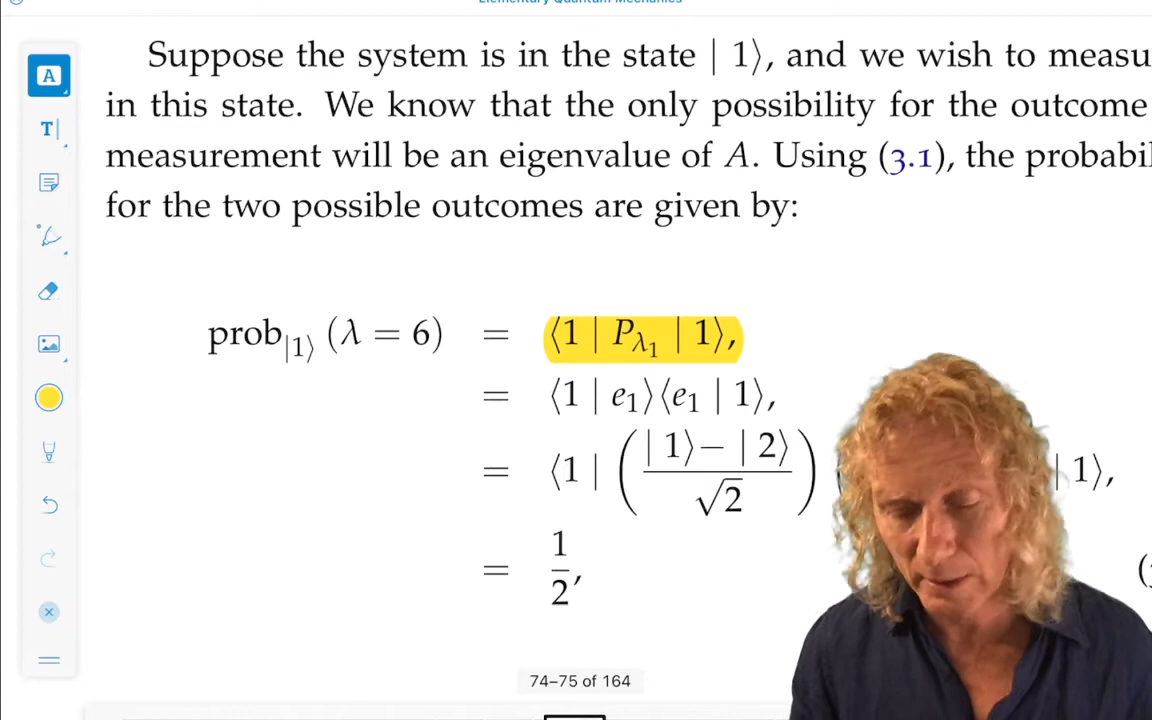 Elementary Quantum Mechanics
Suppose the system is in the state | 1⟩, and we wish to
in this state. We know that the only possibility for the outcome
measurement will be an eigenvalue of A. Using (3.1), the
for the two possible outcomes are given by:
prob|1⟩ (λ = 6) = ⟨1 | Pλ1 | 1⟩,
= ⟨1 | e1⟩⟨e1 | 1⟩,
= ⟨1 | ( | 1⟩− | 2⟩ / √2 ) | 1⟩,
= 1/2,
74–75 of 164
A
T